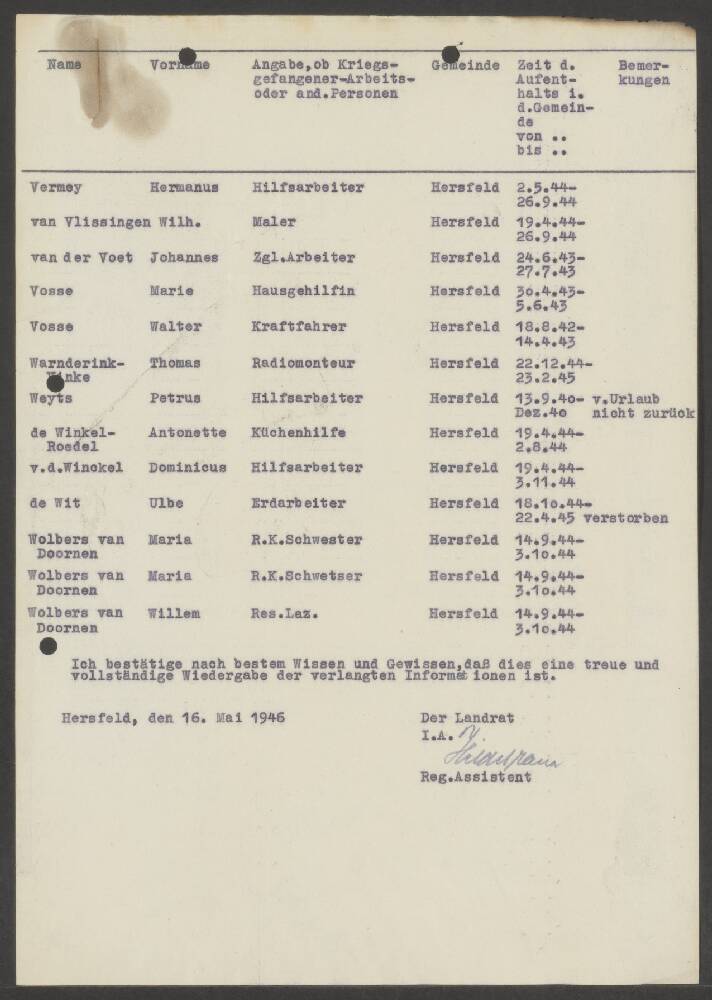 Name Vorname Angabe,ob Kriegs- Gemeinde Zeit d. Bemer-
gefangener-Arbeits- Aufent- kungen
oder and.Personen halts i.
d.Gemein-
de
von ..
bis ..
Vermey Hermanus Hilfsarbeiter Hersfeld 2.5.44-
26.9.44
van Vlissingen Wilh. Maler Hersfeld 19.4.44-
26.9.44
van der Voet Johannes Zgl.Arbeiter Hersfeld 24.6.43-
27.7.43
Vosse Marie Hausgehilfin Hersfeld 30.4.43-
5.6.43
Vosse Walter Kraftfahrer Hersfeld 18.8.42-
14.4.43
Warnderink- Thomas Radiomonteur Hersfeld 22.12.44-
Vinke 23.2.45
Weyts Petrus Hilfsarbeiter Hersfeld 13.9.40- v.Urlaub
Dez.40 nicht zurück
de Winkel- Antonette Küchenhilfe Hersfeld 19.4.44-
Roedel 2.8.44
v.d.Winckel Dominicus Hilfsarbeiter Hersfeld 19.4.44-
3.11.44
de Wit Ulbe Erdarbeiter Hersfeld 18.10.44-
22.4.45 verstorben
Wolbers van Maria R.K.Schwester Hersfeld 14.9.44-
Doornen 3.10.44
Wolbers van Maria R.K.Schwetser Hersfeld 14.9.44-
Doornen 3.10.44
Wolbers van Willem Res.Laz. Hersfeld 14.9.44-
Doornen 3.10.44
Ich bestätige nach bestem Wissen und Gewissen,daß dies eine treue und
vollständige Wiedergabe der verlangten Informationen ist.
Hersfeld, den 16. Mai 1946 Der Landrat
I.A.
Reg.Assistent